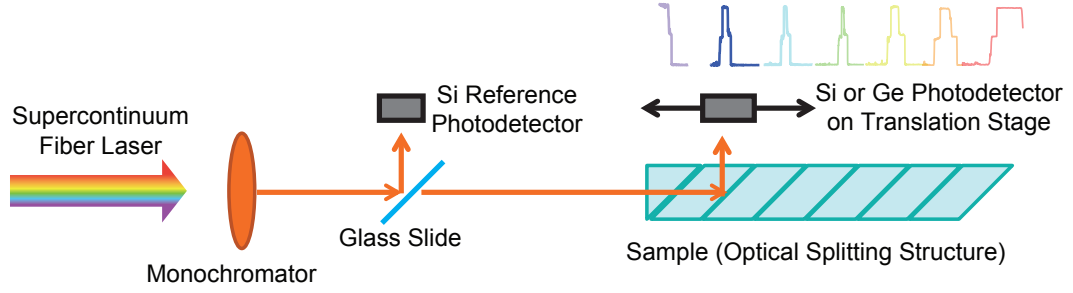 Supercontinuum
Fiber Laser
Monochromator
Si Reference
Photodetector
Glass Slide
Si or Ge Photodetector
on Translation Stage
Sample (Optical Splitting Structure)